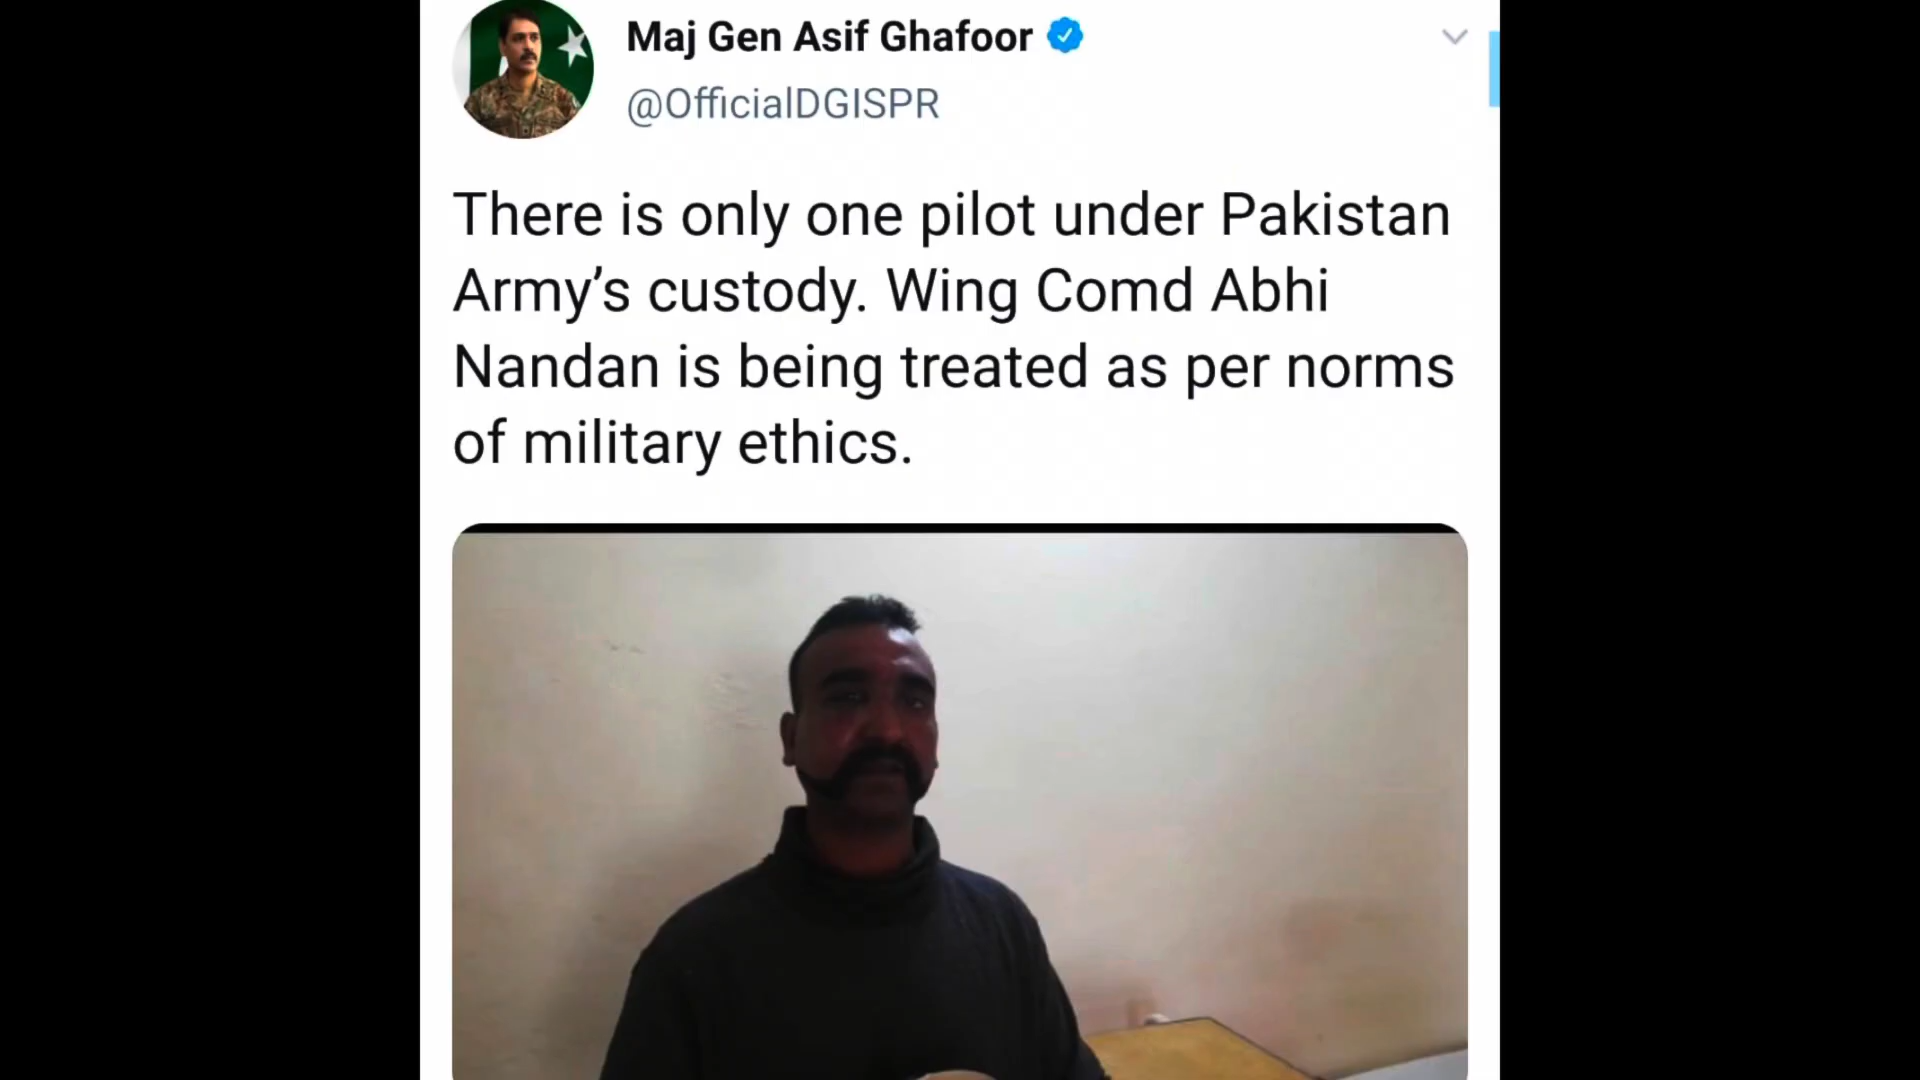 Maj Gen Asif Ghafoor
@OfficialDGISPR
There is only one pilot under Pakistan
Army’s custody. Wing Comd Abhi
Nandan is being treated as per norms
of military ethics.